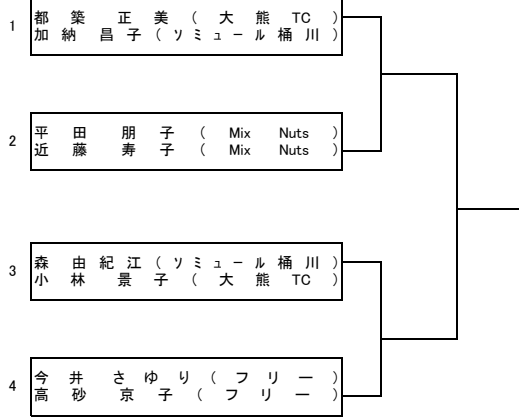 1
都築正美(大熊TC)
加納昌子(ソミュール桶川)
2
平田朋子(Mix Nuts)
近藤寿子(Mix Nuts)
3
森由紀江(ソミュール桶川)
小林景子(大熊TC)
4
今井さゆり(フリー)
高砂京子(フリー)